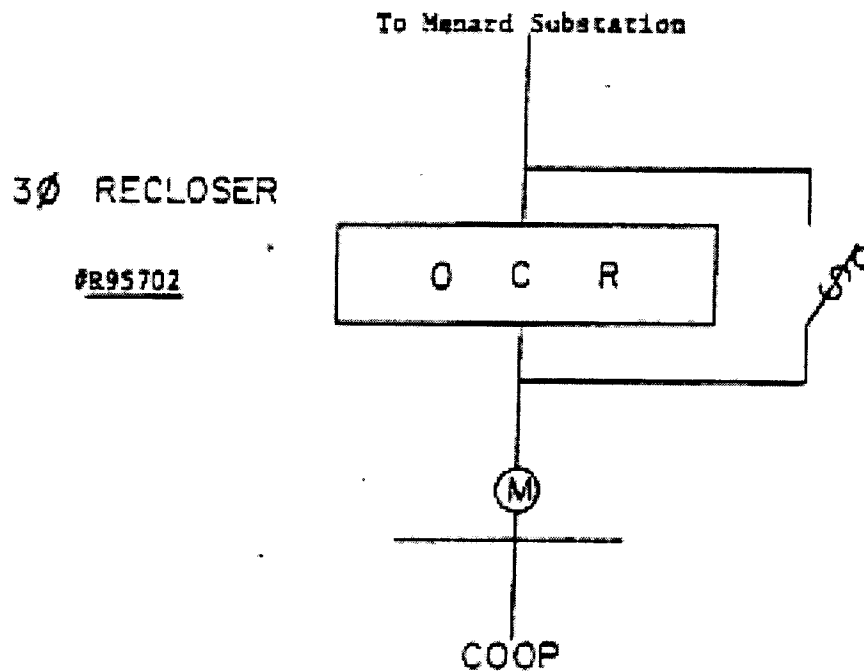 To Menard Substation
3Ø RECLOSER
#R95702
O C R
M
COOP